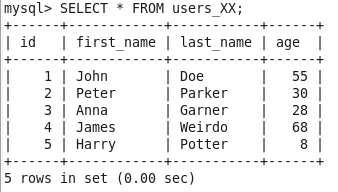 mysql> SELECT * FROM users_XX;
+------+------------+-----------+------+
| id   | first_name | last_name | age  |
+------+------------+-----------+------+
|    1 | John       | Doe       |   55 |
|    2 | Peter      | Parker    |   30 |
|    3 | Anna       | Garner    |   28 |
|    4 | James      | Weirdo    |   68 |
|    5 | Harry      | Potter    |    8 |
+------+------------+-----------+------+
5 rows in set (0.00 sec)